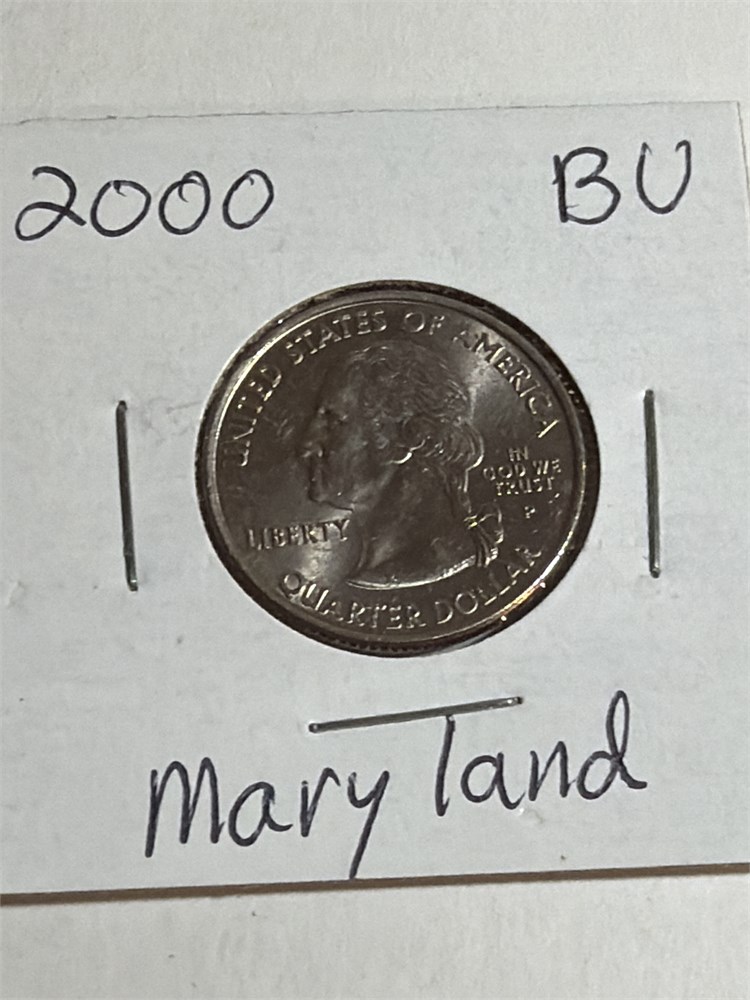 2000 BU
UNITED STATES OF AMERICA
IN
GOD WE
TRUST
P
LIBERTY
QUARTER DOLLAR
Maryland